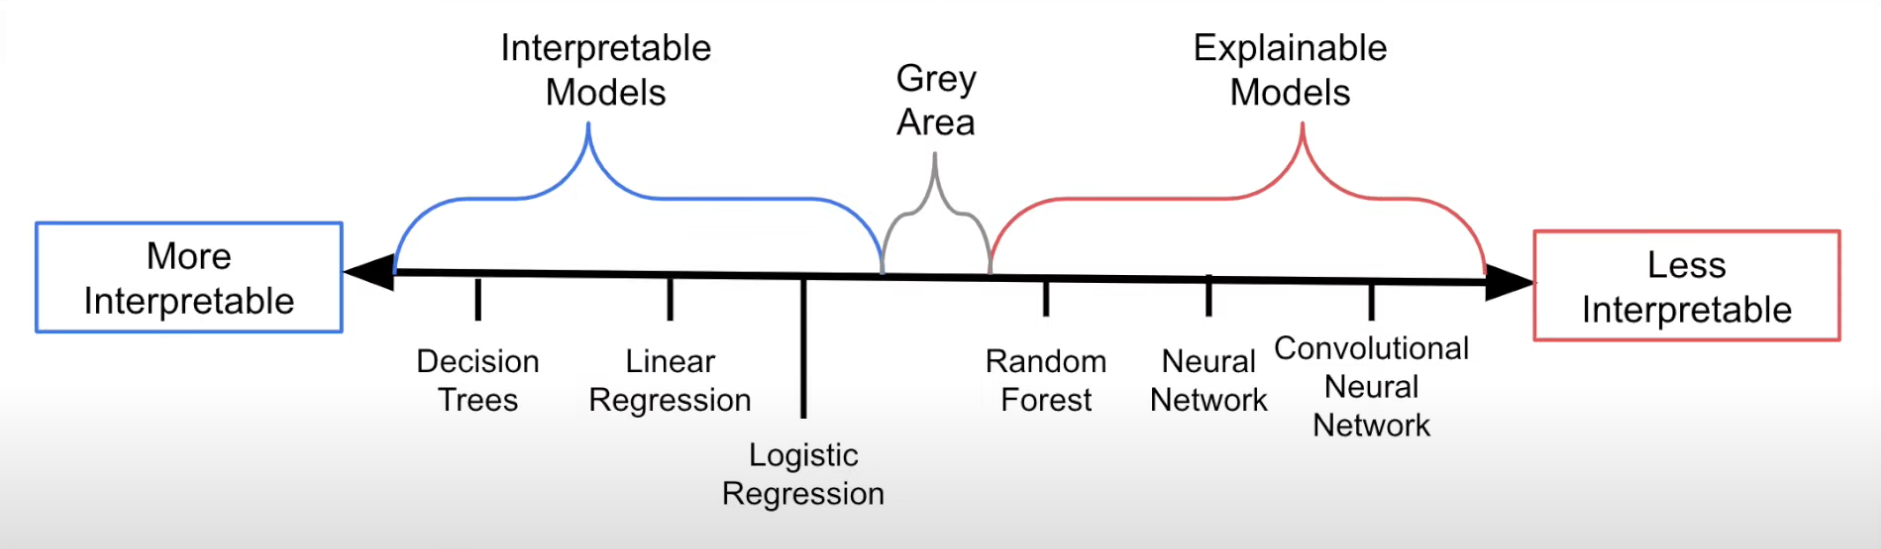 Interpretable
Models
Grey
Area
Explainable
Models
More
Interpretable
Less
Interpretable
Decision
Trees
Linear
Regression
Logistic
Regression
Random
Forest
Neural
Network
Convolutional
Neural
Network